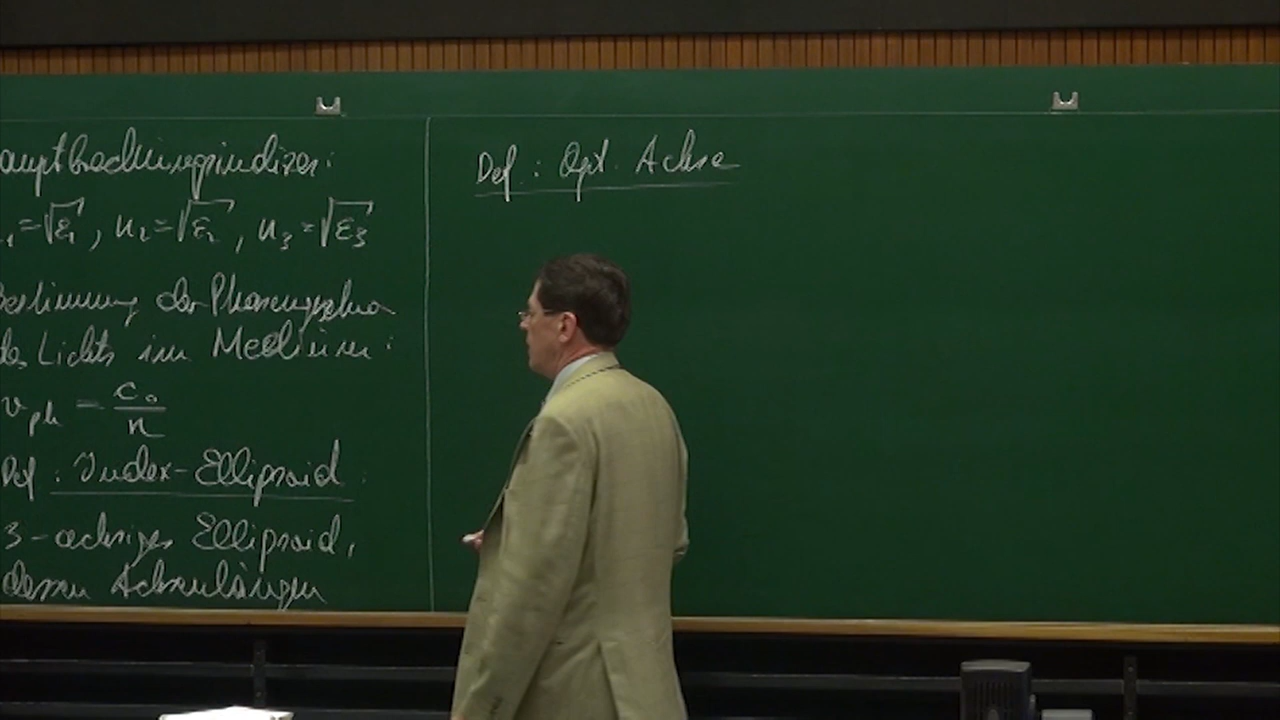 auptbrechungsindizes:
₁=√ε₁, n₂=√ε₂, n₃=√ε₃
Bestimmung der Phasengeschw
des Lichts im Medium:
v_ph = c₀/n
Def: Index-Ellipsoid:
3-achsiges Ellipsoid,
dessen Achsenlängen
Def.: Opt. Achse